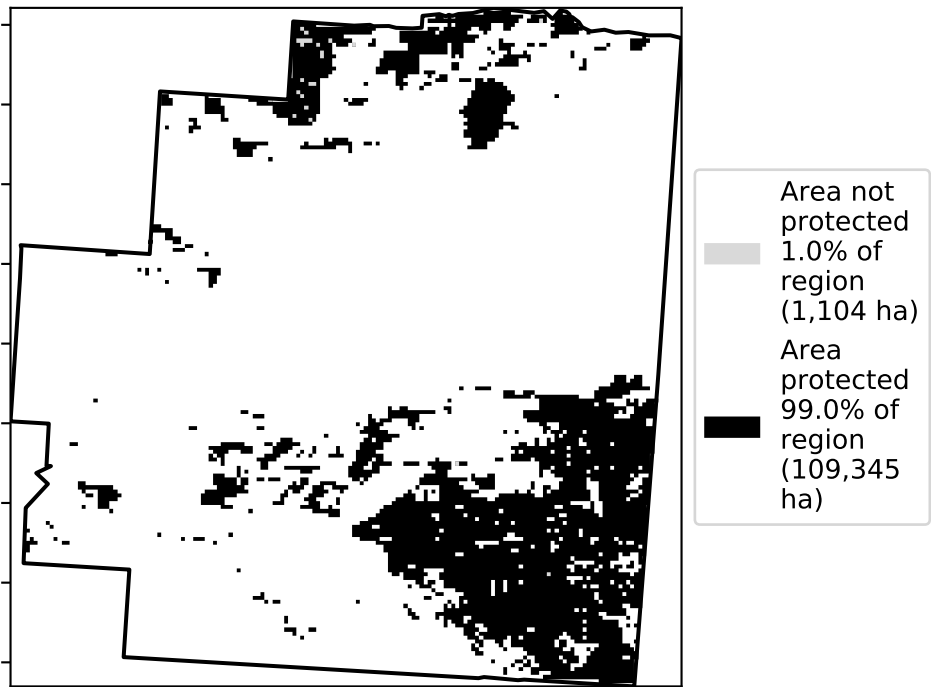 Area not
protected
1.0% of
region
(1,104 ha)
Area
protected
99.0% of
region
(109,345
ha)